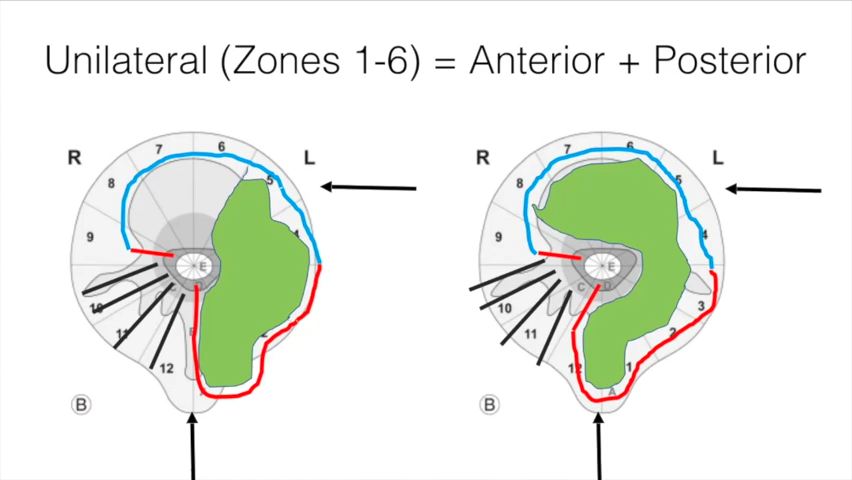 Unilateral (Zones 1-6) = Anterior + Posterior
R 7 6 L
8 5
9 4
E
D
10
11
12
B
R 7 6 L
8 5
9 4
E
C D
10 3
11 2
12 1
A
B